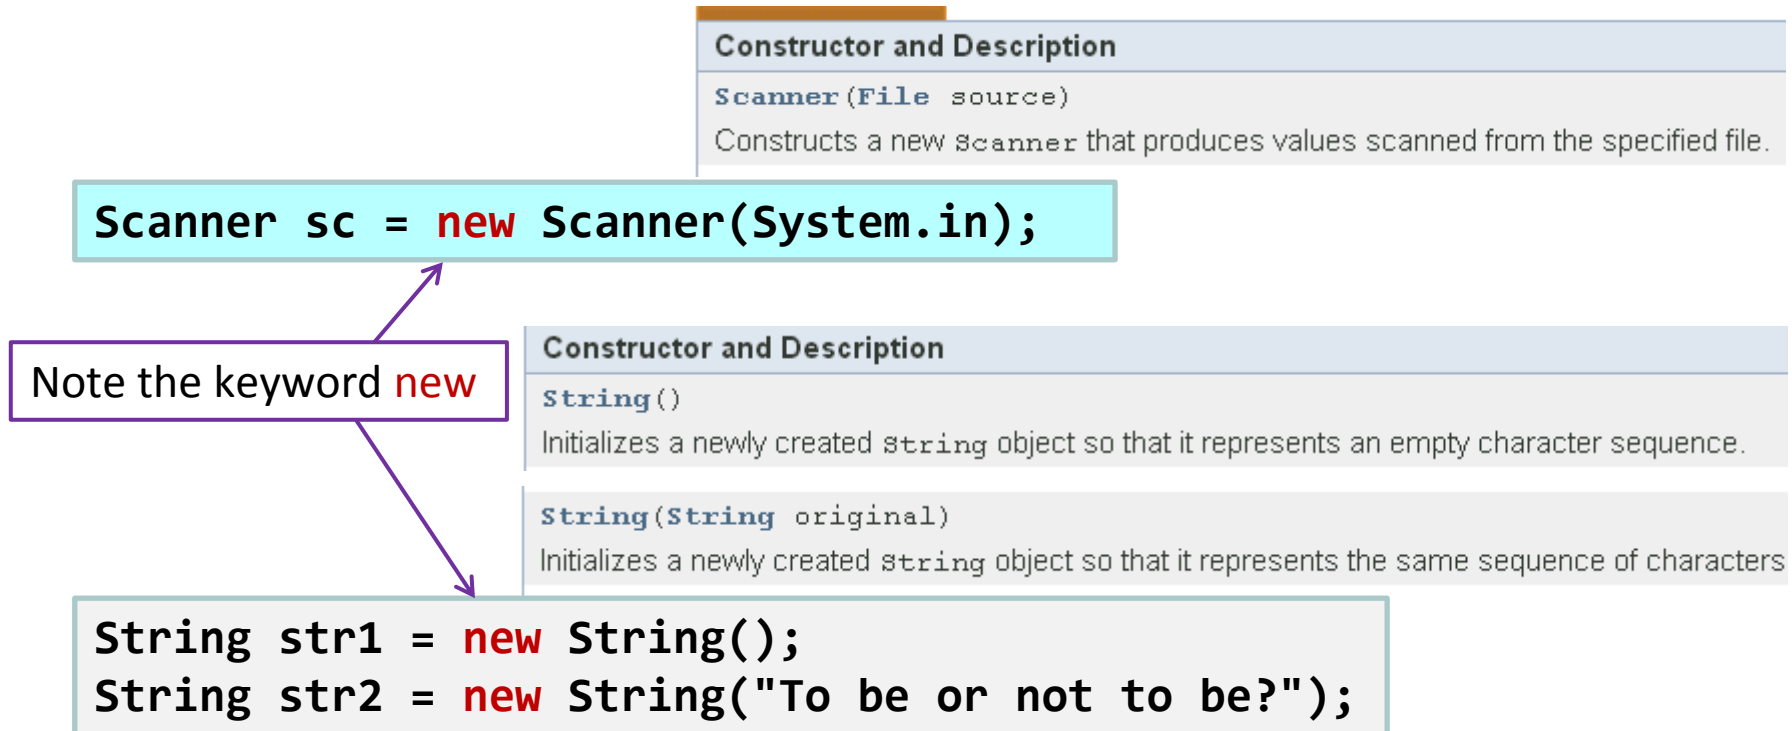 Constructor and Description
Scanner(File source)
Constructs a new Scanner that produces values scanned from the specified file.
Scanner sc = new Scanner(System.in);
Note the keyword new
Constructor and Description
String()
Initializes a newly created String object so that it represents an empty character sequence.
String(String original)
Initializes a newly created String object so that it represents the same sequence of characters
String str1 = new String();
String str2 = new String("To be or not to be?");